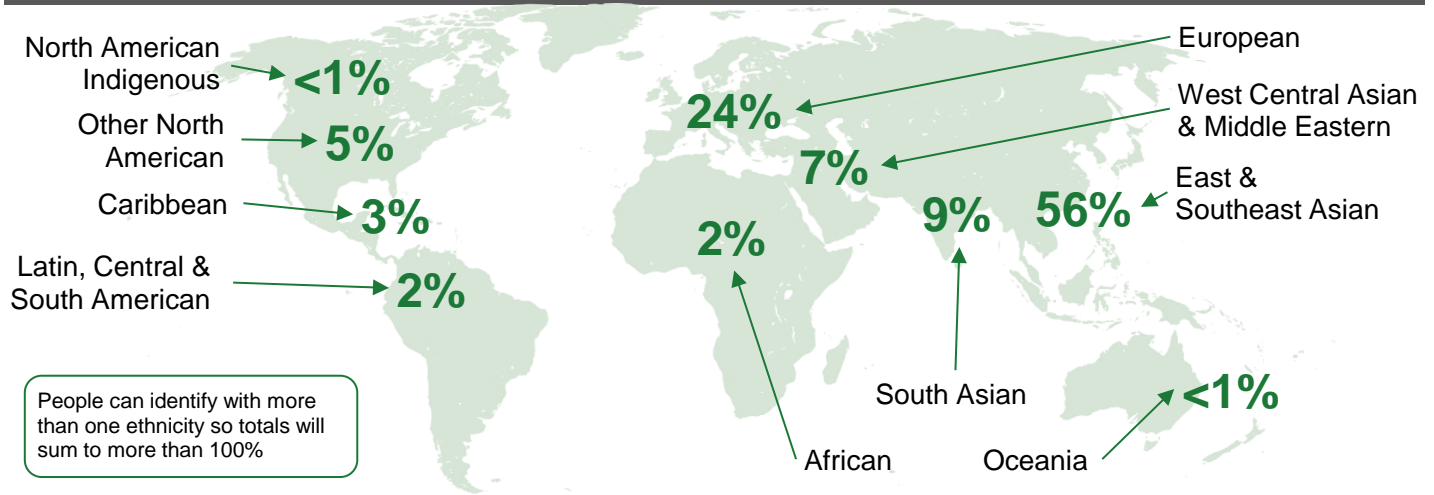 North American
Indigenous
<1%
Other North
American
5%
Caribbean
3%
Latin, Central &
South American
2%
European
24%
West Central Asian
& Middle Eastern
7%
East &
Southeast Asian
56%
9%
South Asian
2%
African
Oceania
<1%
People can identify with more
than one ethnicity so totals will
sum to more than 100%